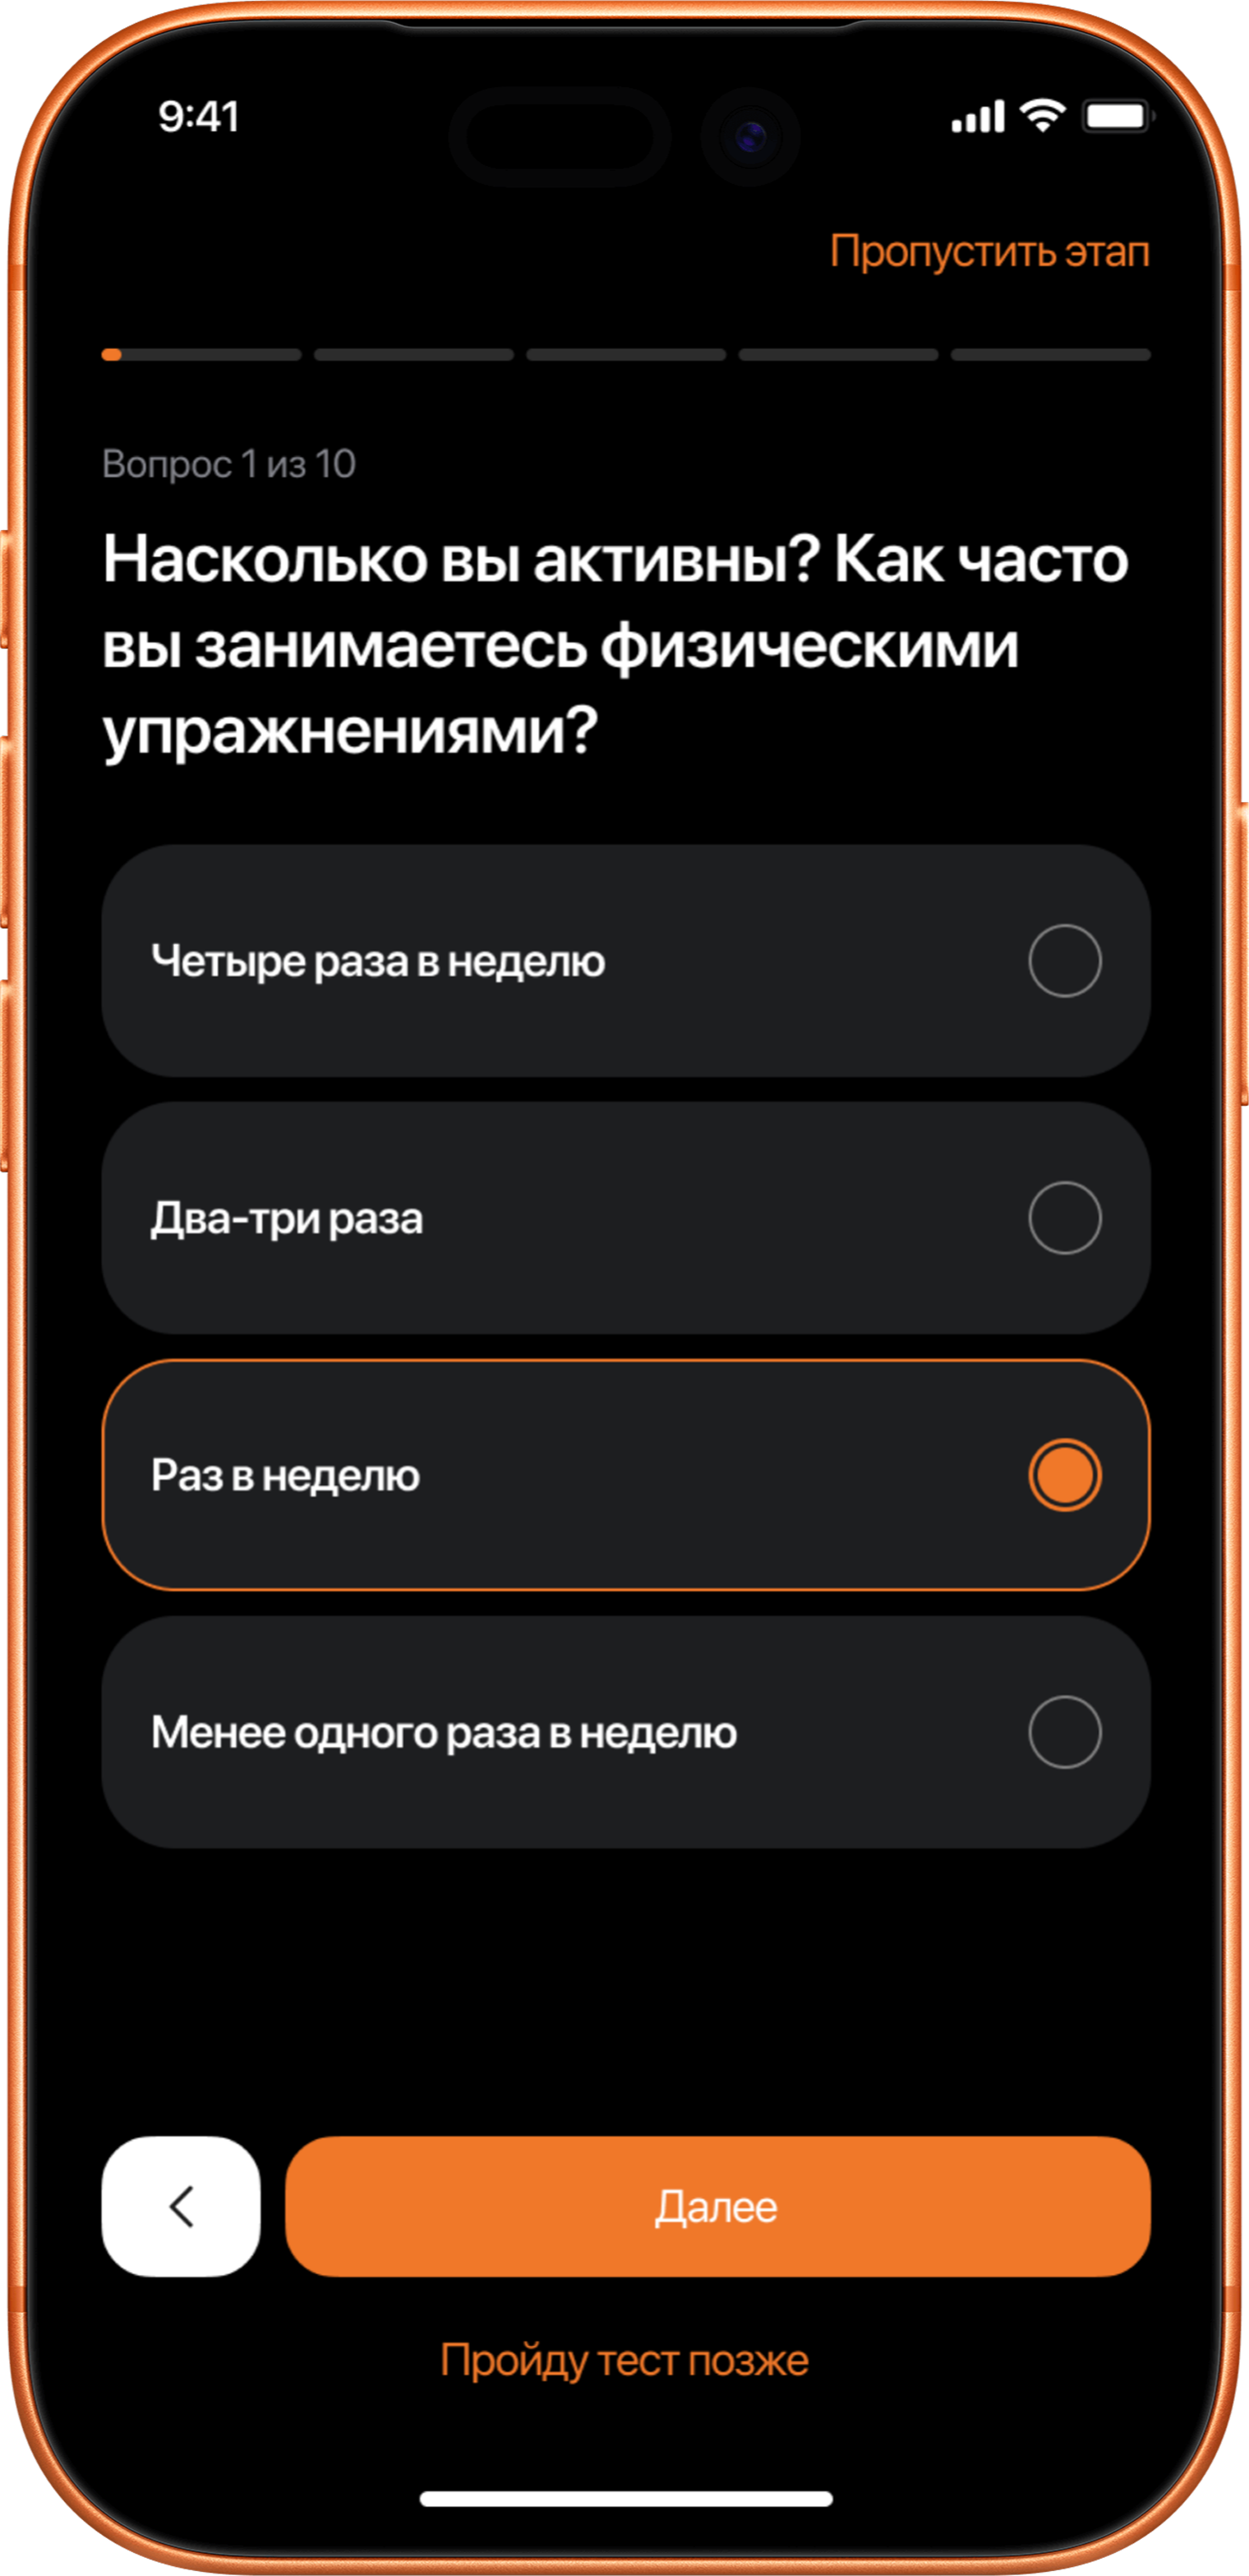 9:41
Пропустить этап
Вопрос 1 из 10
Насколько вы активны? Как часто
вы занимаетесь физическими
упражнениями?
Четыре раза в неделю
Два-три раза
Раз в неделю
Менее одного раза в неделю
Далее
Пройду тест позже